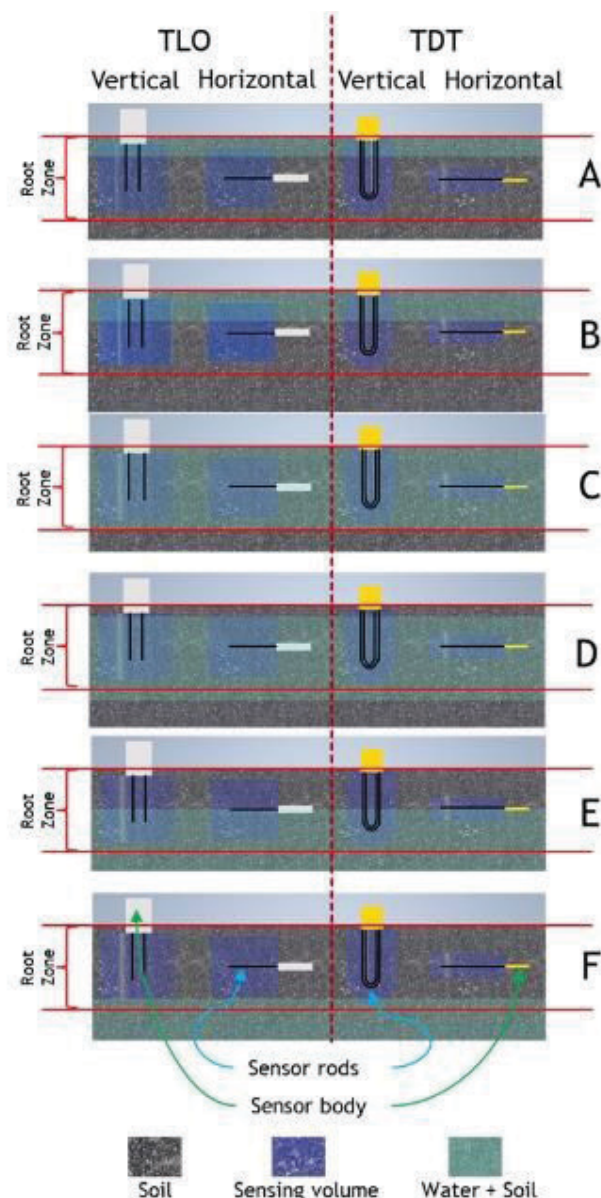 TLO TDT
Vertical Horizontal Vertical Horizontal
Root
Zone
A
Root
Zone
B
Root
Zone
C
Root
Zone
D
Root
Zone
E
Root
Zone
F
Sensor rods
Sensor body
Soil Sensing volume Water + Soil